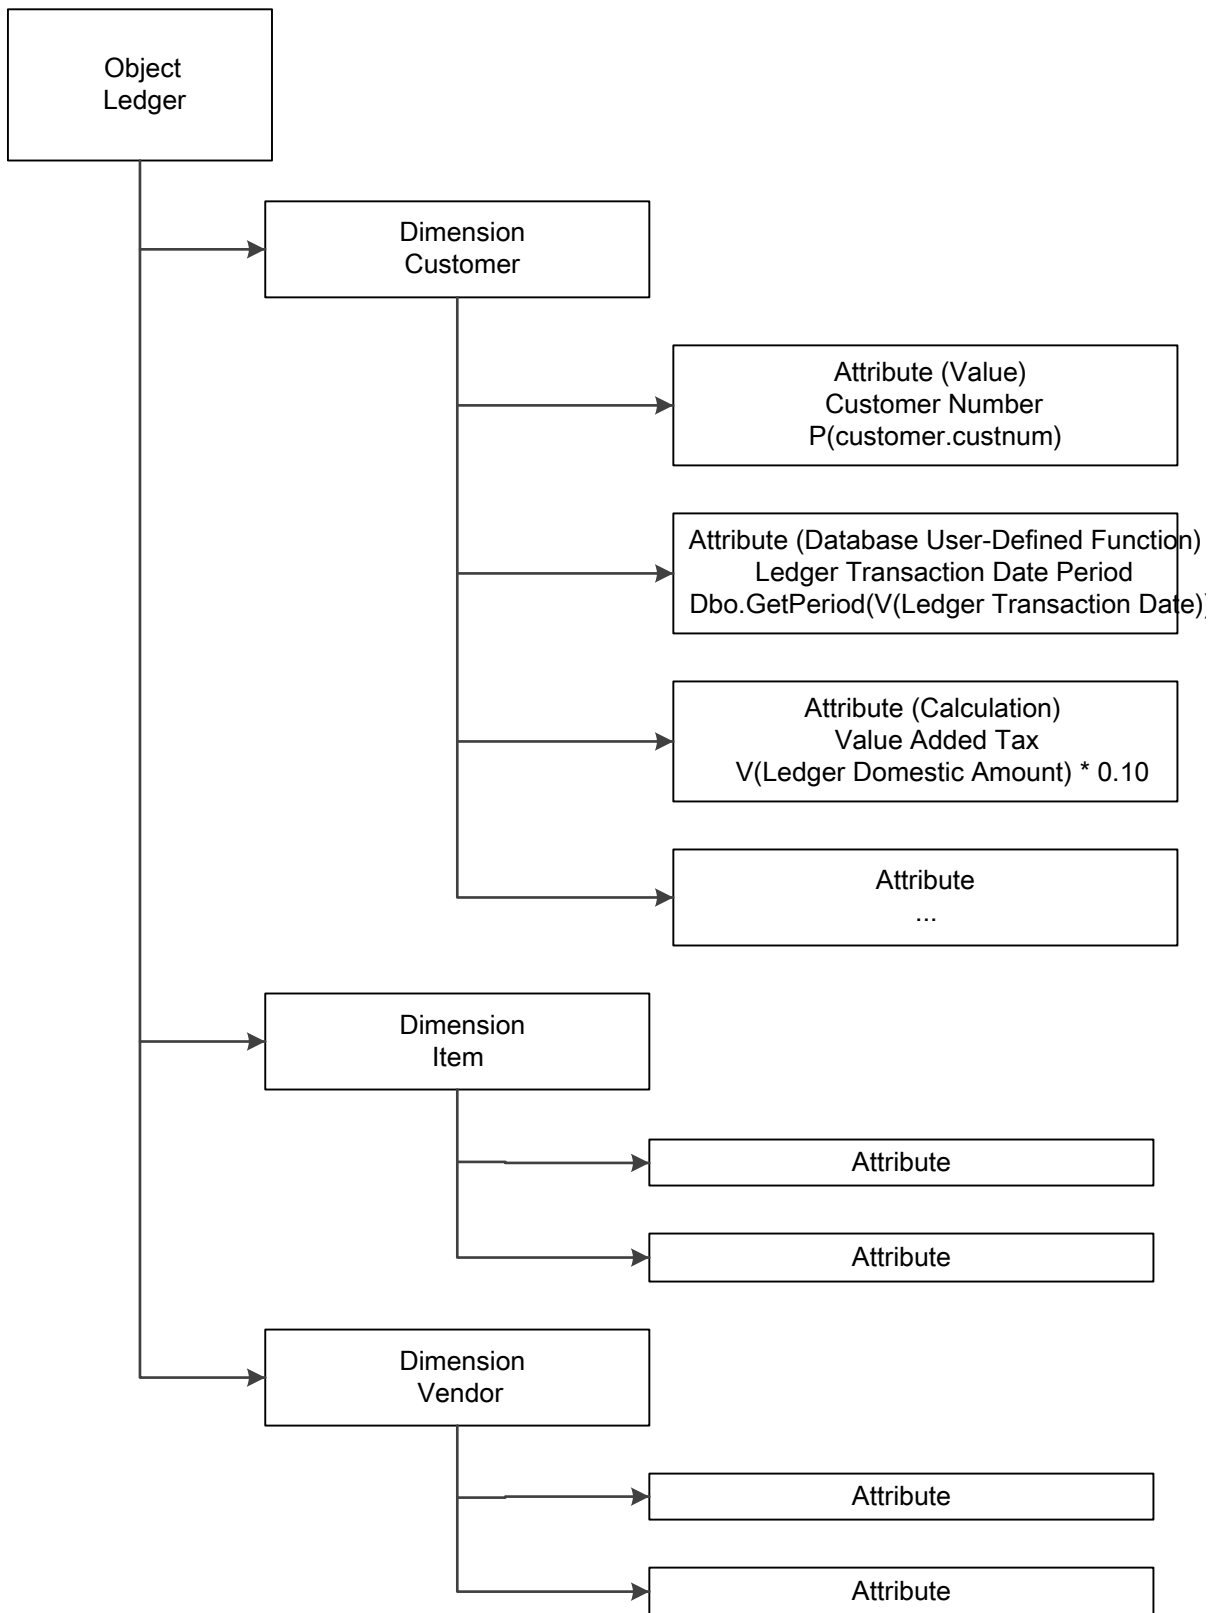 Object
Ledger
Dimension
Customer
Attribute (Value)
Customer Number
P(customer.custnum)
Attribute (Database User-Defined Function)
Ledger Transaction Date Period
Dbo.GetPeriod(V(Ledger Transaction Date))
Attribute (Calculation)
Value Added Tax
V(Ledger Domestic Amount) * 0.10
Attribute
...
Dimension
Item
Attribute
Attribute
Dimension
Vendor
Attribute
Attribute